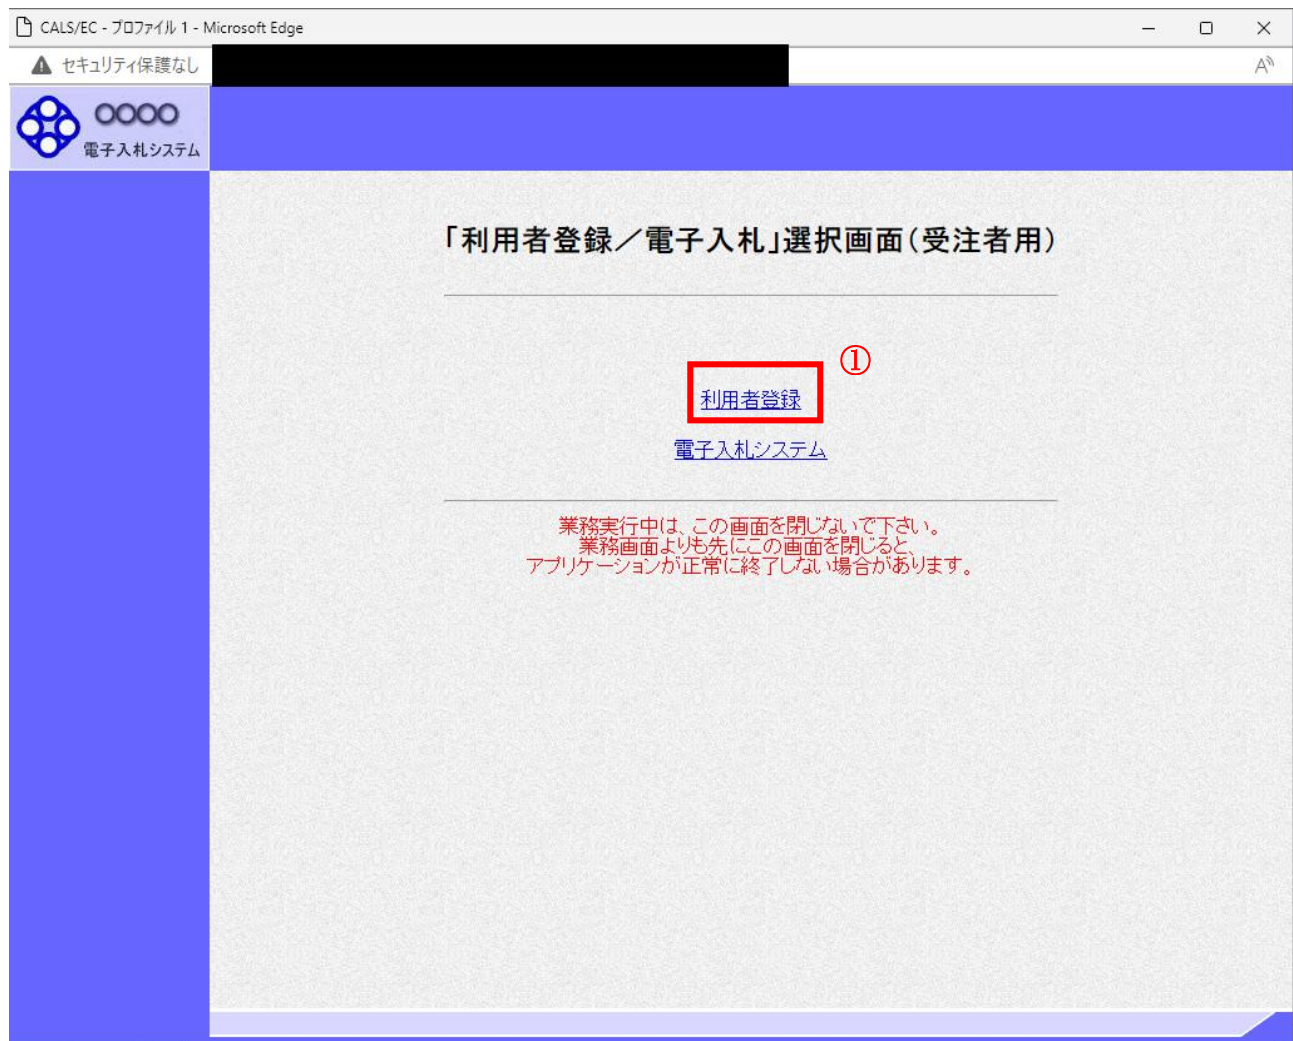 CALS/EC - プロファイル 1 - Microsoft Edge
セキュリティ保護なし
A
〇〇〇〇
電子入札システム
「利用者登録／電子入札」選択画面(受注者用)
①
利用者登録
電子入札システム
業務実行中は、この画面を閉じないで下さい。
業務画面よりも先にこの画面を閉じると、
アプリケーションが正常に終了しない場合があります。